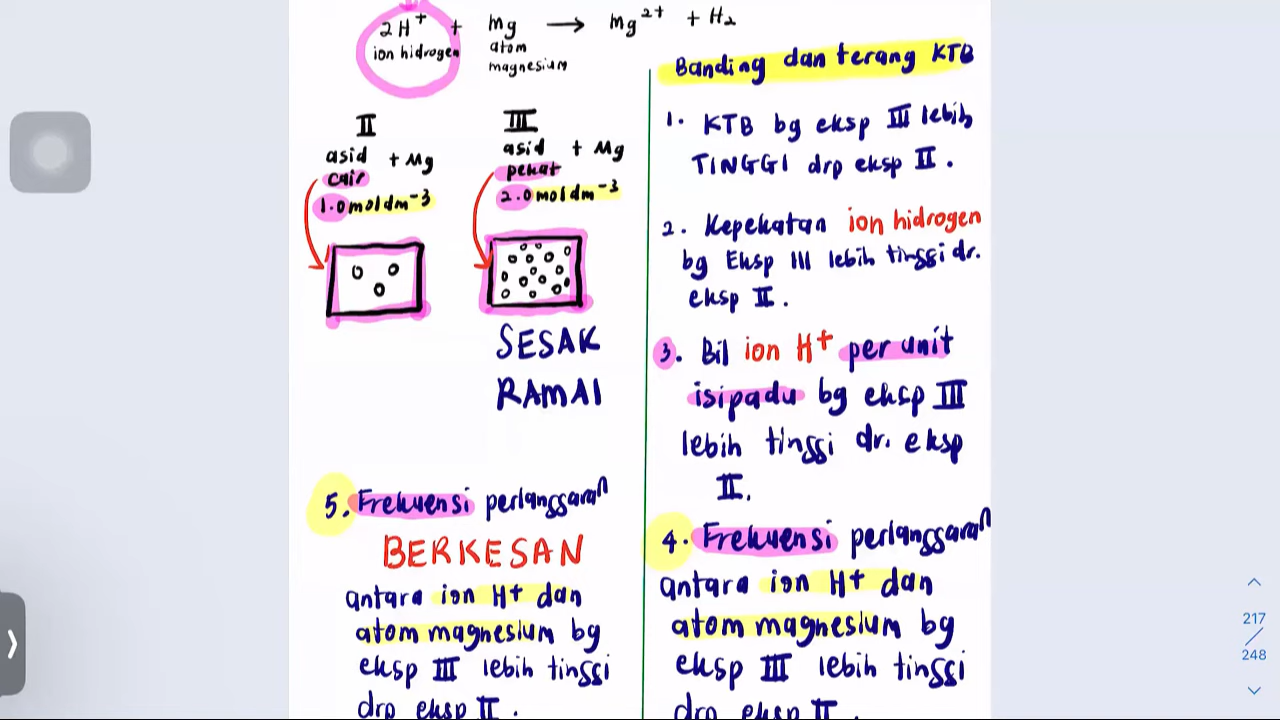 2H⁺ + Mg → Mg²⁺ + H₂
ion hidrogen atom
magnesium
II
asid + Mg
cair
1.0 mol dm⁻³
III
asid + Mg
pekat
2.0 mol dm⁻³
SESAK
RAMAI
5. Frekuensi perlanggaran
BERKESAN
antara ion H⁺ dan
atom magnesium bg
eksp III lebih tinggi
drp eksp II.
Banding dan terang KTB
1. KTB bg eksp III lebih
TINGGI drp eksp II.
2. Kepekatan ion hidrogen
bg Eksp III lebih tinggi dr.
eksp II.
3. Bil ion H⁺ per unit
isipadu bg eksp III
lebih tinggi dr. eksp
II.
4. Frekuensi perlanggaran
antara ion H⁺ dan
atom magnesium bg
eksp III lebih tinggi
drp eksp II.
217
248